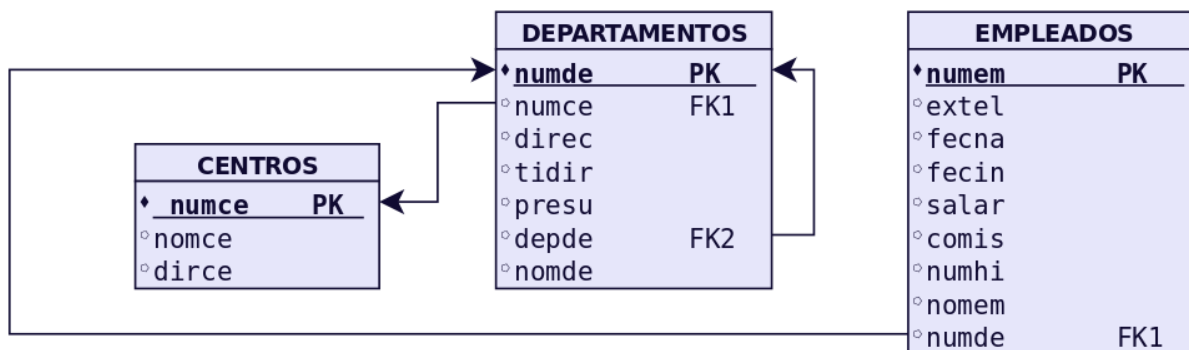 DEPARTAMENTOS
numde PK
numce FK1
direc
tidir
presu
depde FK2
nomde
EMPLEADOS
numem PK
extel
fecna
fecin
salar
comis
numhi
nomem
numde FK1
CENTROS
numce PK
nomce
dirce